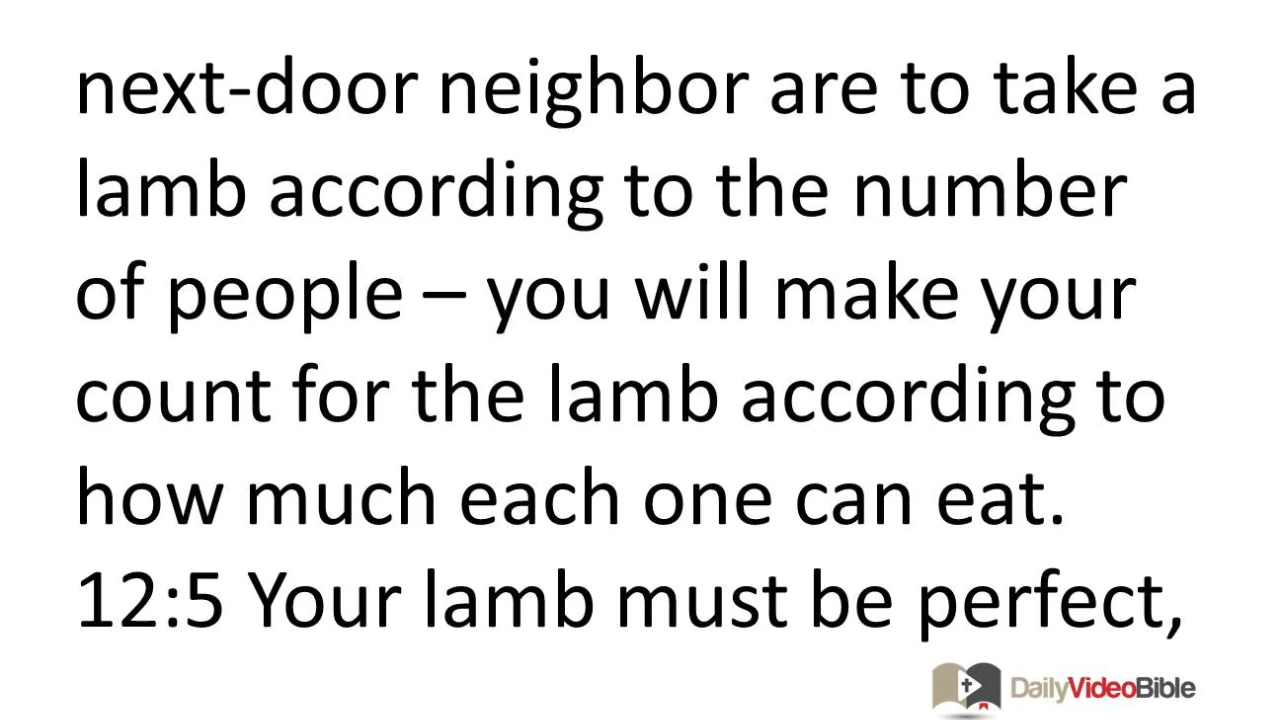 next-door neighbor are to take a
lamb according to the number
of people – you will make your
count for the lamb according to
how much each one can eat.
12:5 Your lamb must be perfect,
DailyVideoBible